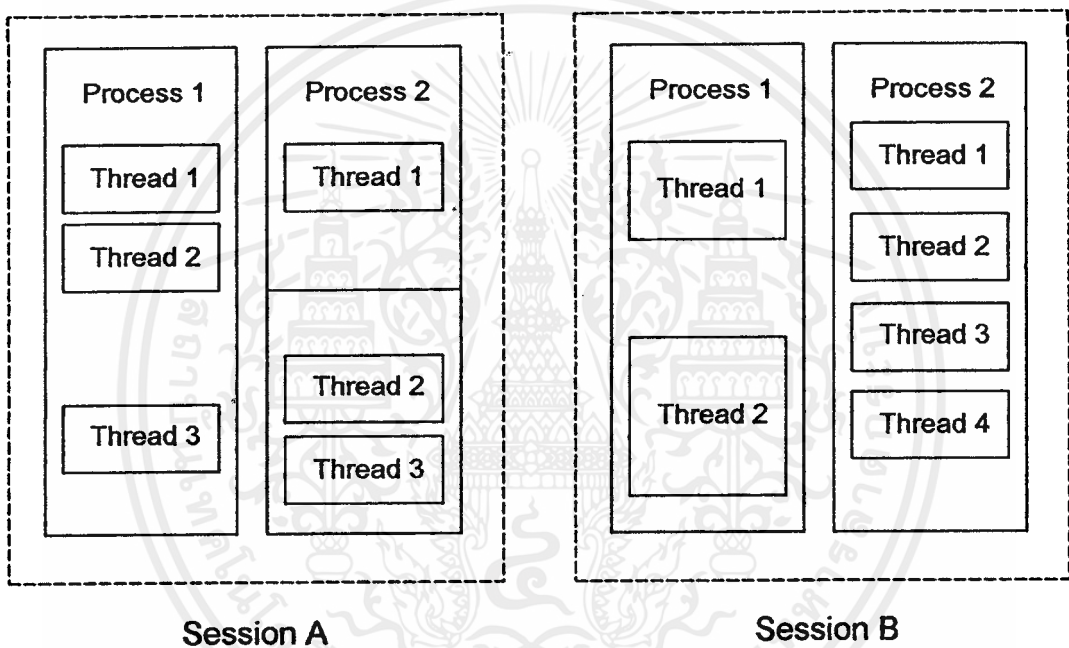 Process 1
Thread 1
Thread 2
Thread 3
Process 2
Thread 1
Thread 2
Thread 3
Session A
Process 1
Thread 1
Thread 2
Process 2
Thread 1
Thread 2
Thread 3
Thread 4
Session B